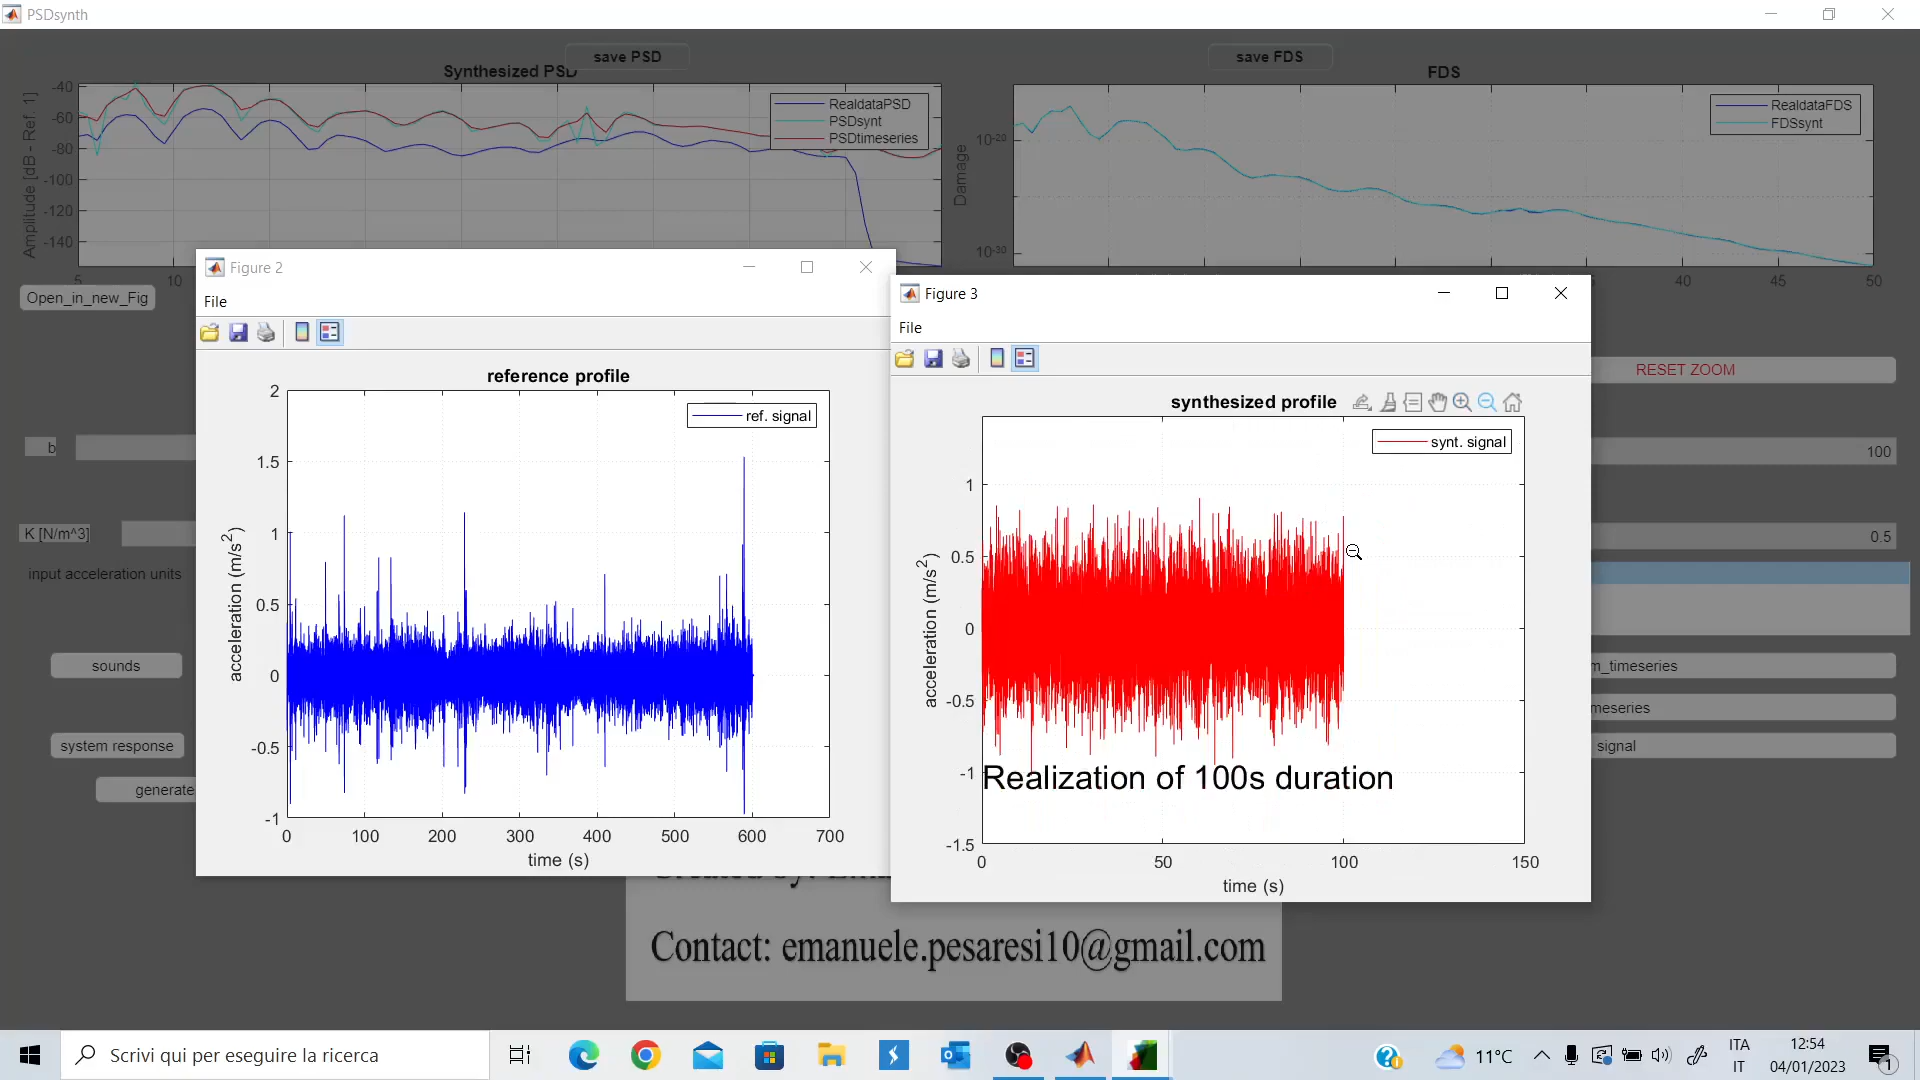 PSDsynth
save PSD
save FDS
Synthesized PSD
FDS
-40
-60
-80
-100
-120
-140
Amplitude [dB - Ref. 1]
RealdataPSD
PSDsynt
PSDtimeseries
5
10
Damage
10^-20
10^-30
RealdataFDS
FDSsynt
40
45
50
Open_in_new_Fig
Figure 2
File
reference profile
ref. signal
2
1.5
1
0.5
0
-0.5
-1
acceleration (m/s^2)
0
100
200
300
400
500
600
700
time (s)
Figure 3
File
synthesized profile
synt. signal
1
0.5
0
-0.5
-1
-1.5
acceleration (m/s^2)
Realization of 100s duration
0
50
100
150
time (s)
RESET ZOOM
b
100
K [N/m^3]
0.5
input acceleration units
sounds
m_timeseries
meseries
system response
signal
generate
Contact: emanuele.pesaresi10@gmail.com
Scrivi qui per eseguire la ricerca
11°C
ITA
IT
12:54
04/01/2023
1